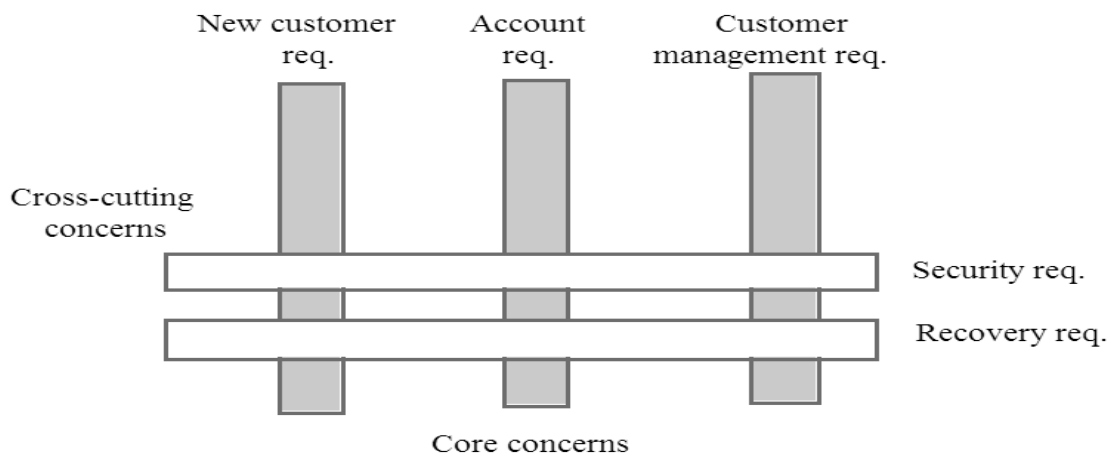 New customer
req.
Account
req.
Customer
management req.
Cross-cutting
concerns
Security req.
Recovery req.
Core concerns